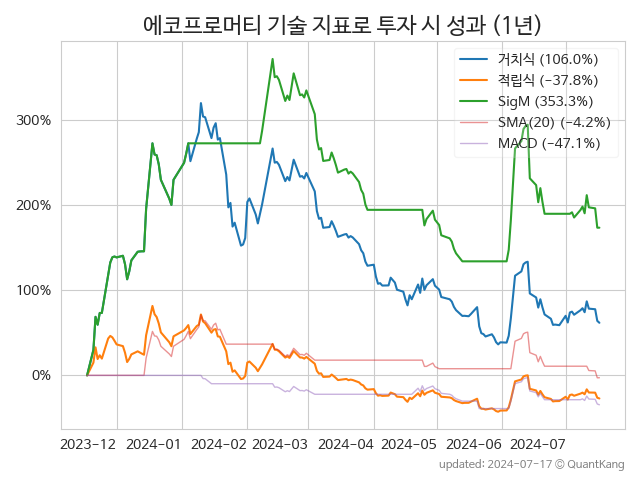 에코프로머티 기술 지표로 투자 시 성과 (1년)
거치식 (106.0%)
적립식 (−37.8%)
SigM (353.3%)
SMA(20) (−4.2%)
MACD (−47.1%)
300%
200%
100%
0%
2023-12 2024-01 2024-02 2024-03 2024-04 2024-05 2024-06 2024-07
updated: 2024-07-17 © QuantKang